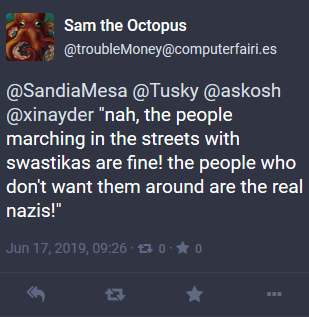 Sam the Octopus
@troubleMoney@computerfairi.es
@SandiaMesa @Tusky @askosh
@xinayder "nah, the people
marching in the streets with
swastikas are fine! the people who
don't want them around are the real
nazis!"
Jun 17, 2019, 09:26 · 0 · 0